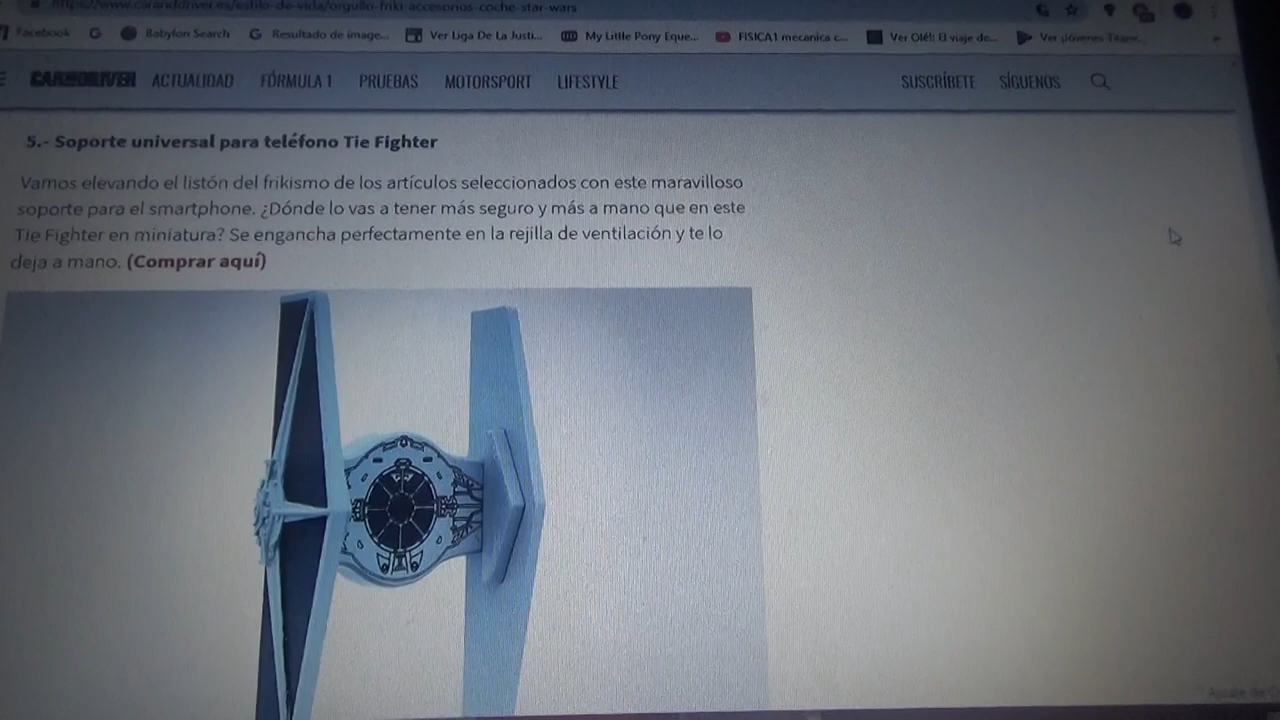 https://www.caranddriver.es/estilo-de-vida/orgullo-friki-accesorios-coche-star-wars
Facebook
Babylon Search
Resultado de image...
Ver Liga De La Justi...
My Little Pony Eque...
FISICA1 mecanica c...
Ver Olé!: El viaje de...
Ver Jóvenes Titane...
CAR AND DRIVER
ACTUALIDAD
FÓRMULA 1
PRUEBAS
MOTORSPORT
LIFESTYLE
SUSCRÍBETE
SÍGUENOS
5.- Soporte universal para teléfono Tie Fighter
Vamos elevando el listón del frikismo de los artículos seleccionados con este maravilloso
soporte para el smartphone. ¿Dónde lo vas a tener más seguro y más a mano que en este
Tie Fighter en miniatura? Se engancha perfectamente en la rejilla de ventilación y te lo
deja a mano. (Comprar aquí)